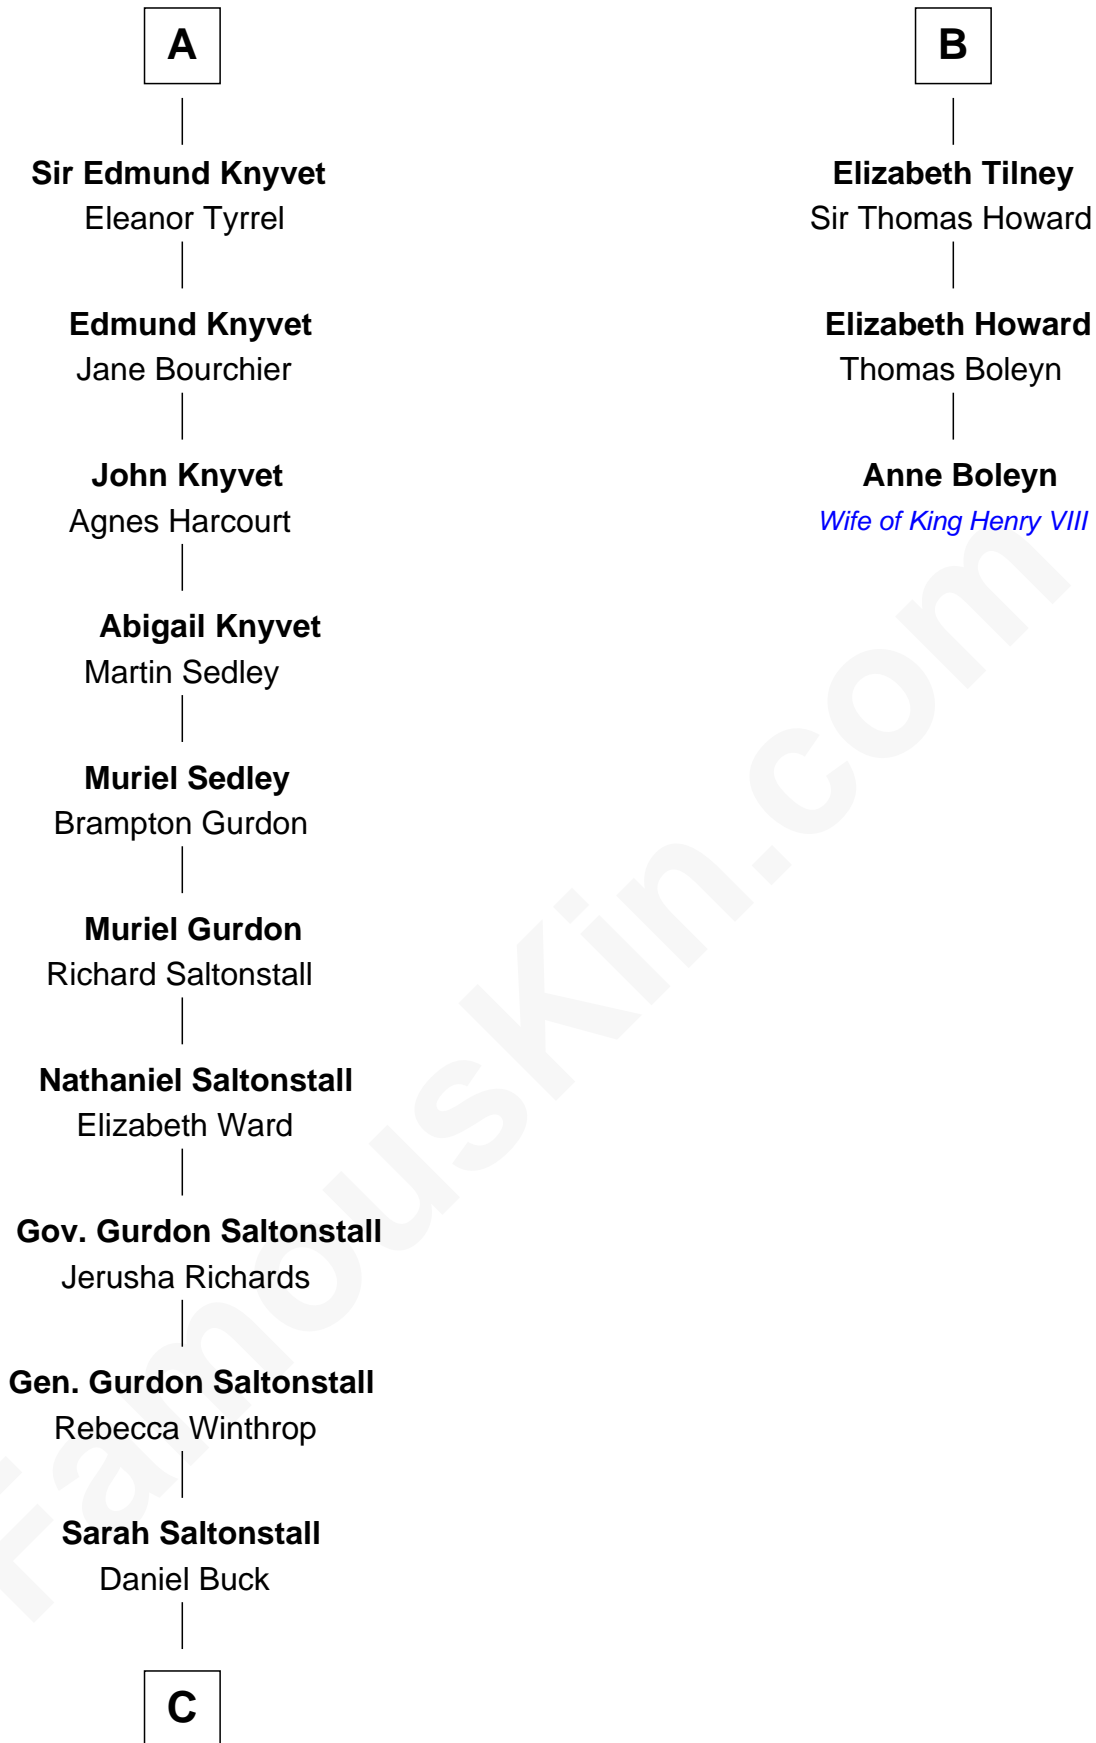 A
Sir Edmund Knyvet
Eleanor Tyrrel
Edmund Knyvet
Jane Bourchier
John Knyvet
Agnes Harcourt
Abigail Knyvet
Martin Sedley
Muriel Sedley
Brampton Gurdon
Muriel Gurdon
Richard Saltonstall
Nathaniel Saltonstall
Elizabeth Ward
Gov. Gurdon Saltonstall
Jerusha Richards
Gen. Gurdon Saltonstall
Rebecca Winthrop
Sarah Saltonstall
Daniel Buck
C
B
Elizabeth Tilney
Sir Thomas Howard
Elizabeth Howard
Thomas Boleyn
Anne Boleyn
Wife of King Henry VIII
FamousKin.com